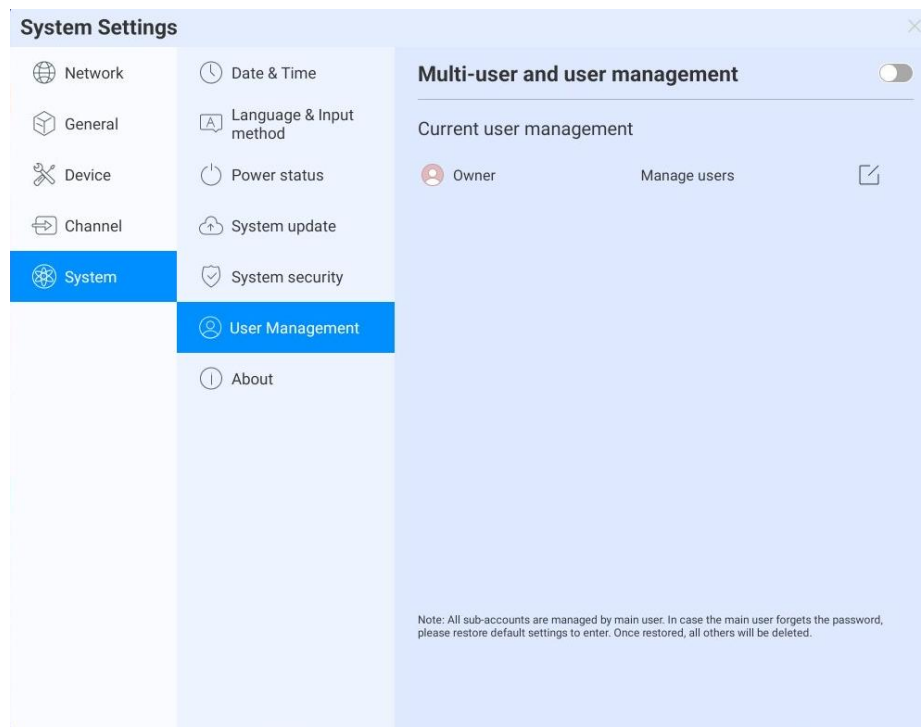 System Settings
Network
General
Device
Channel
System
Date & Time
Language & Input
method
Power status
System update
System security
User Management
About
Multi-user and user management
Current user management
Owner
Manage users
Note: All sub-accounts are managed by main user. In case the main user forgets the password,
please restore default settings to enter. Once restored, all others will be deleted.